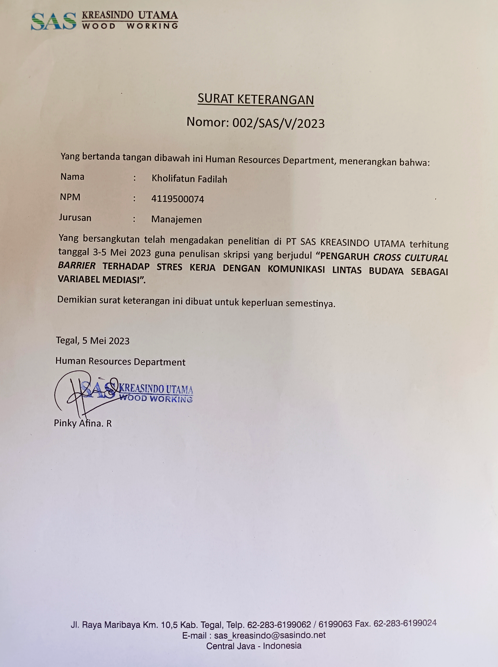 SAS KREASINDO UTAMA
WOOD WORKING
SURAT KETERANGAN
Nomor: 002/SAS/V/2023
Yang bertanda tangan dibawah ini Human Resources Department, menerangkan bahwa:
Nama : Kholifatun Fadilah
NPM : 4119500074
Jurusan : Manajemen
Yang bersangkutan telah mengadakan penelitian di PT SAS KREASINDO UTAMA terhitung
tanggal 3-5 Mei 2023 guna penulisan skripsi yang berjudul “PENGARUH CROSS CULTURAL
BARRIER TERHADAP STRES KERJA DENGAN KOMUNIKASI LINTAS BUDAYA SEBAGAI
VARIABEL MEDIASI”.
Demikian surat keterangan ini dibuat untuk keperluan semestinya.
Tegal, 5 Mei 2023
Human Resources Department
SAS KREASINDO UTAMA
WOOD WORKING
Pinky Afina. R
Jl. Raya Maribaya Km. 10,5 Kab. Tegal, Telp. 62-283-6199062 / 6199063 Fax. 62-283-6199024
E-mail : sas_kreasindo@sasindo.net
Central Java - Indonesia